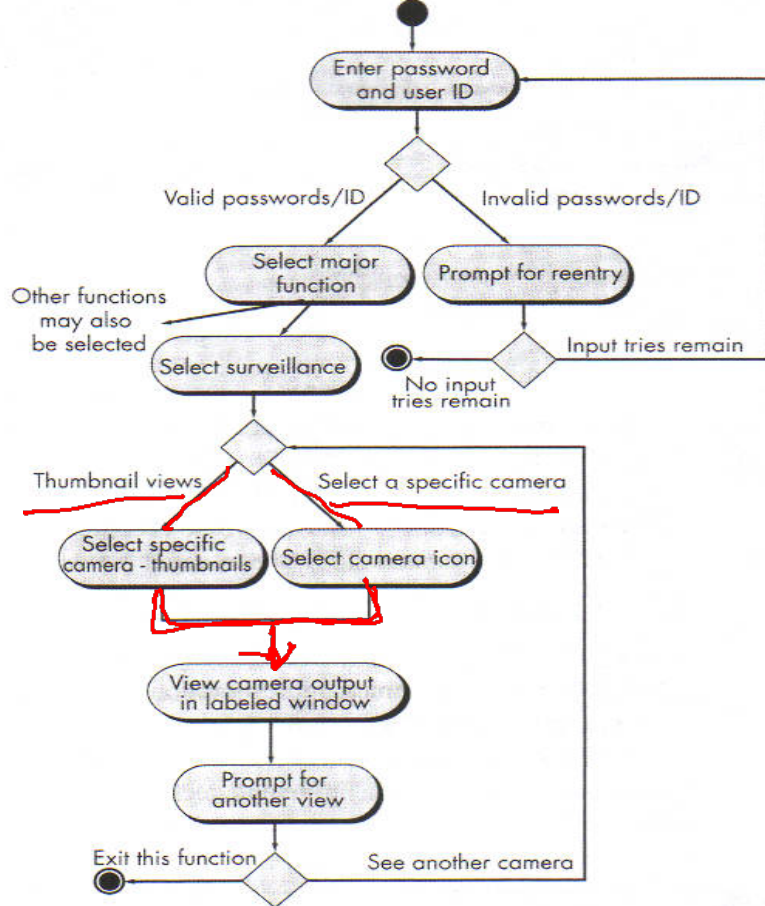 Enter password
and user ID
Valid passwords/ID
Invalid passwords/ID
Select major
function
Prompt for reentry
Other functions
may also
be selected
Input tries remain
No input
tries remain
Select surveillance
Thumbnail views
Select a specific camera
Select specific
camera - thumbnails
Select camera icon
View camera output
in labeled window
Prompt for
another view
Exit this function
See another camera